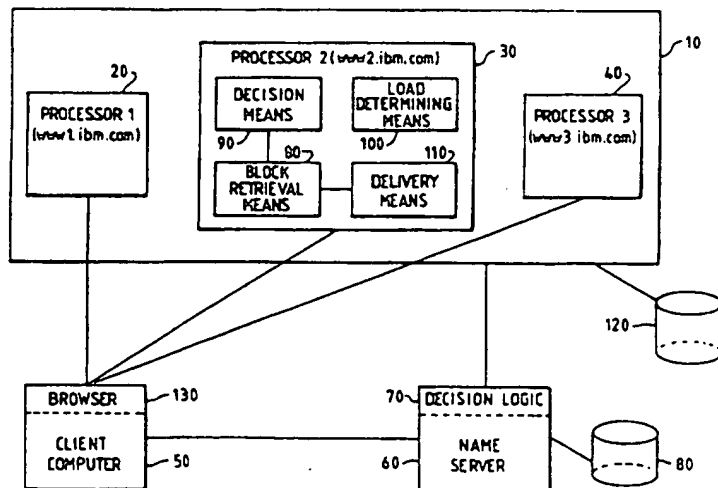 10
20
PROCESSOR 1
(www1.ibm.com)
PROCESSOR 2 (www2.ibm.com)
30
DECISION
MEANS
90
LOAD
DETERMINING
MEANS
100
80
BLOCK
RETRIEVAL
MEANS
110
DELIVERY
MEANS
40
PROCESSOR 3
(www3 ibm.com)
120
BROWSER
130
CLIENT
COMPUTER
50
70
DECISION LOGIC
NAME
SERVER
60
80